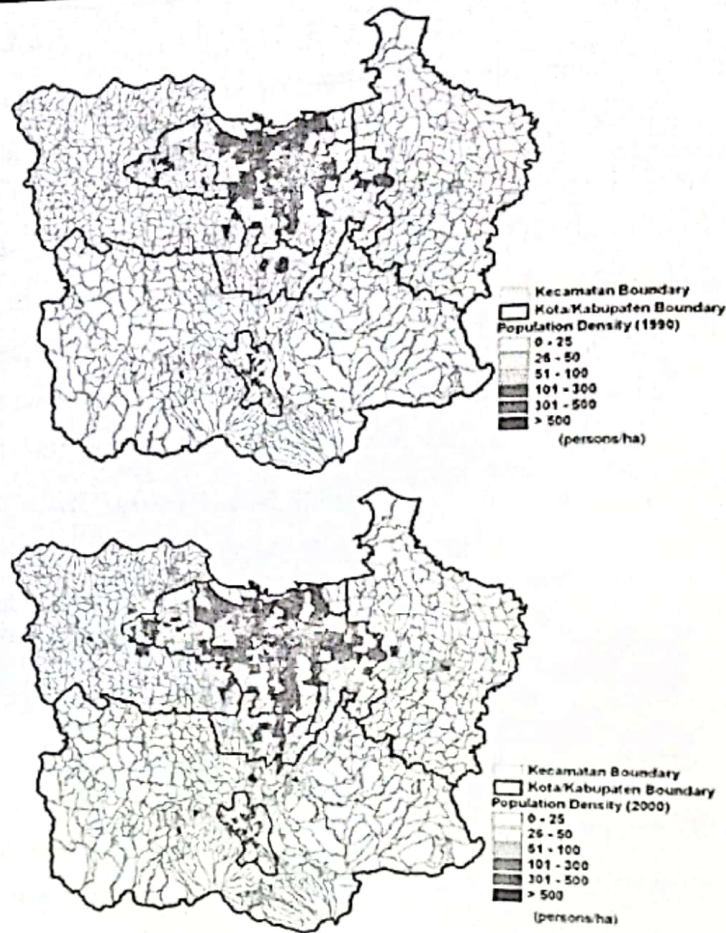 Kecamatan Boundary
Kota/Kabupaten Boundary
Population Density (1990)
0 - 25
26 - 50
51 - 100
101 - 300
301 - 500
> 500
(persons/ha)
Kecamatan Boundary
Kota/Kabupaten Boundary
Population Density (2000)
0 - 25
26 - 50
51 - 100
101 - 300
301 - 500
> 500
(persons/ha)